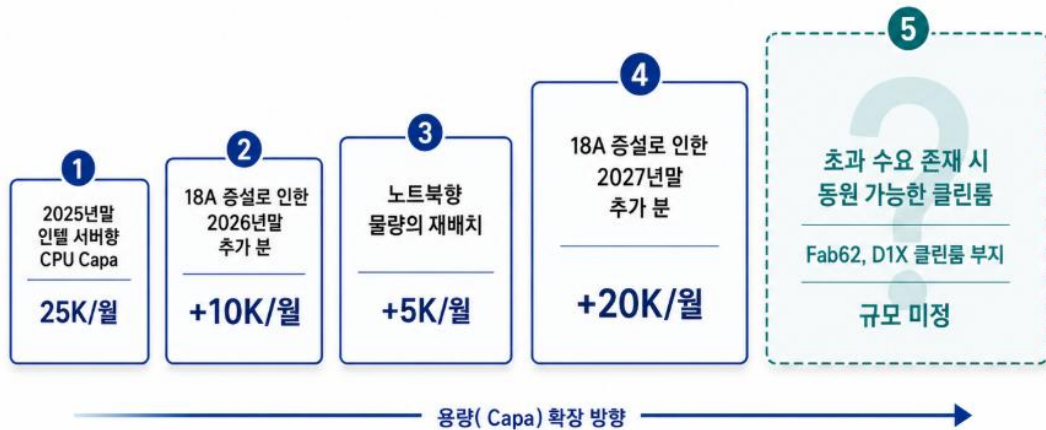 1
2025년말
인텔 서버향
CPU Capa
25K/월
2
18A 증설로 인한
2026년말
추가 분
+10K/월
3
노트북향
물량의 재배치
+5K/월
4
18A 증설로 인한
2027년말
추가 분
+20K/월
5
?
초과 수요 존재 시
동원 가능한 클린룸
Fab62, D1X 클린룸 부지
규모 미정
용량( Capa) 확장 방향